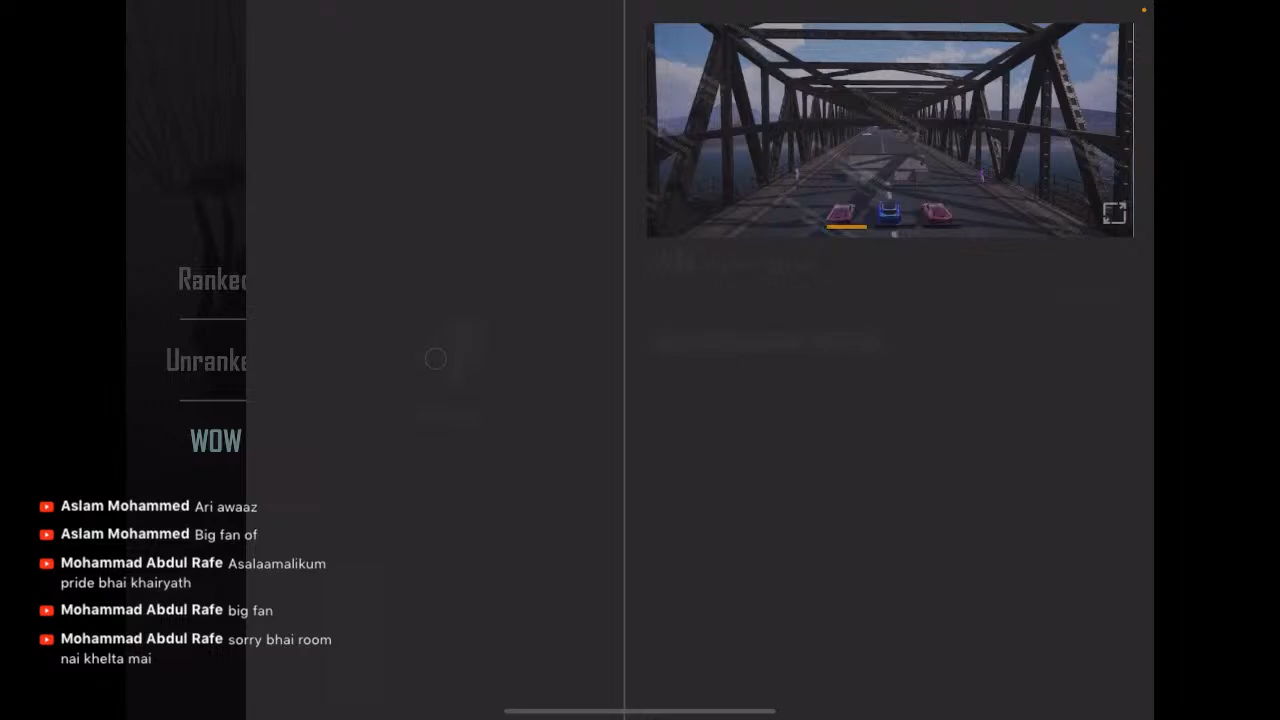 Ranked
Unranke
WOW
Aslam Mohammed Ari awaaz
Aslam Mohammed Big fan of
Mohammad Abdul Rafe Asalaamalikum
pride bhai khairyath
Mohammad Abdul Rafe big fan
Mohammad Abdul Rafe sorry bhai room
nai khelta mai